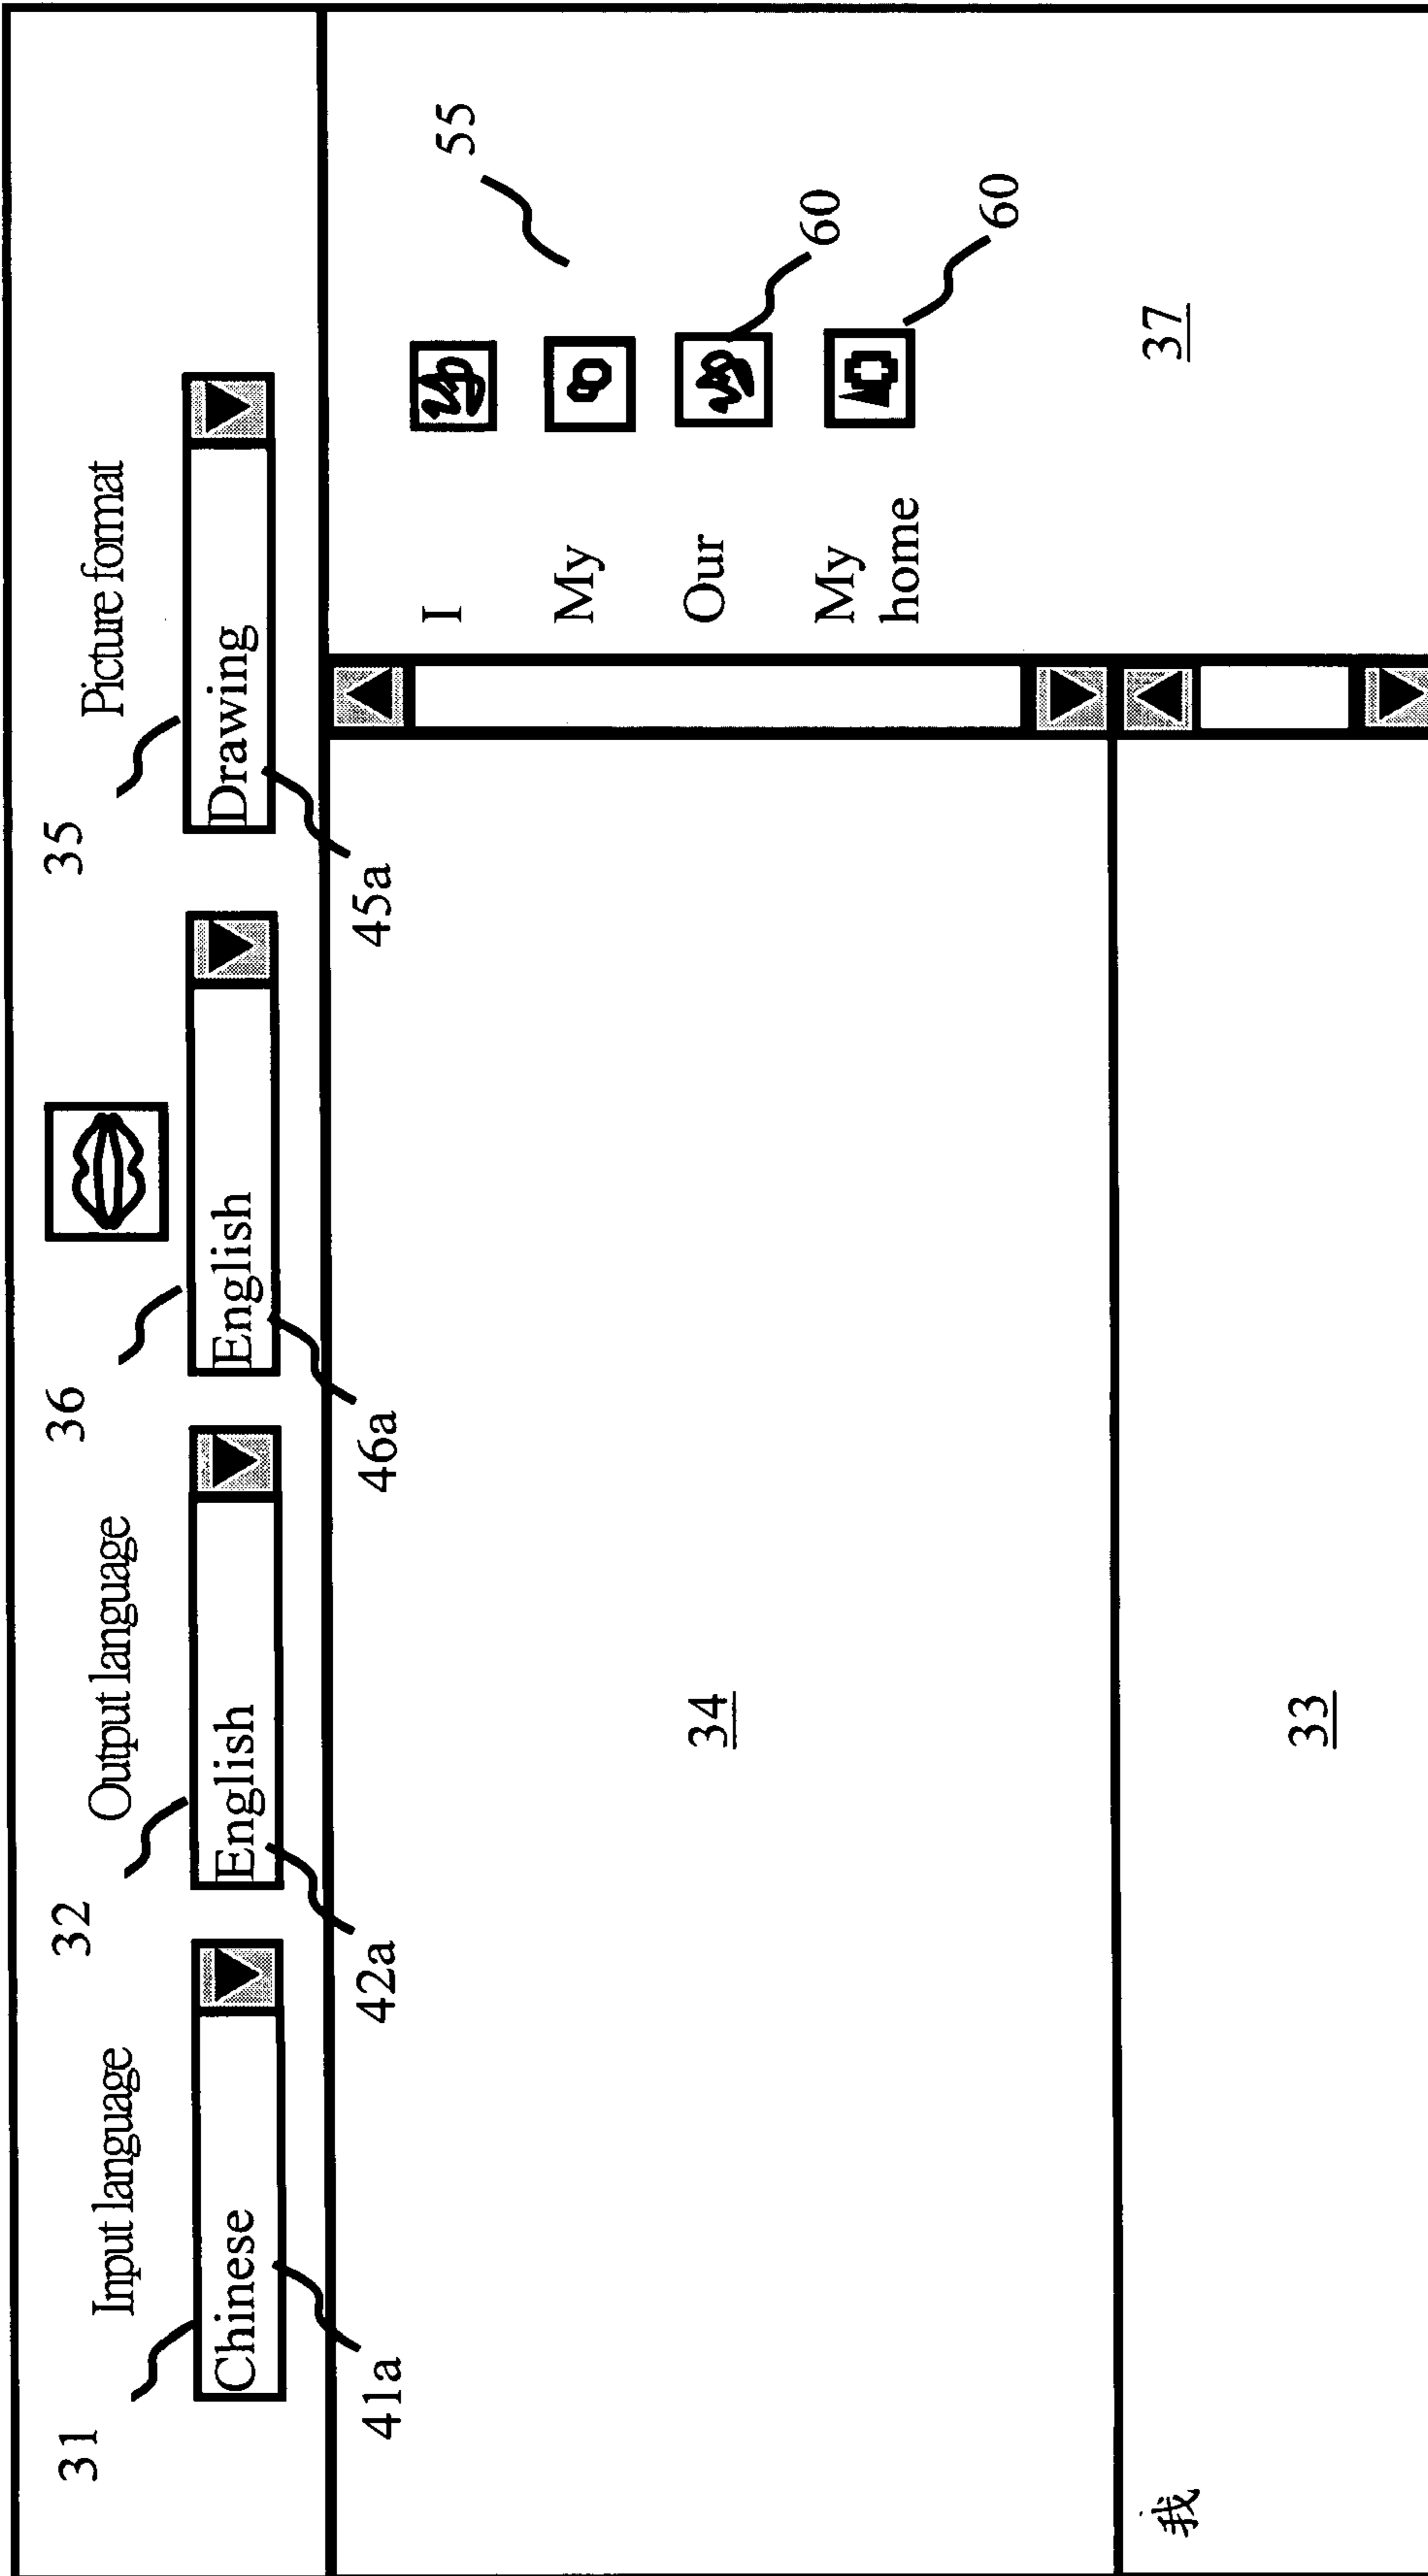 31
Input language
32
Output language
36
35
Picture format
Chinese
English
English
Drawing
41a
42a
46a
45a
55
I
My
Our
60
My
home
60
34
37
33
我